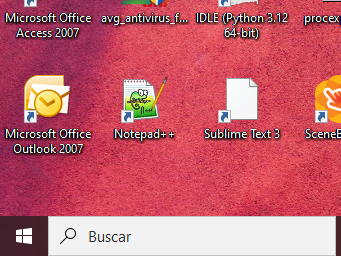 Microsoft Office
Access 2007
avg_antivirus_f...
IDLE (Python 3.12
64-bit)
procex
Microsoft Office
Outlook 2007
Notepad++
Sublime Text 3
SceneB
Buscar